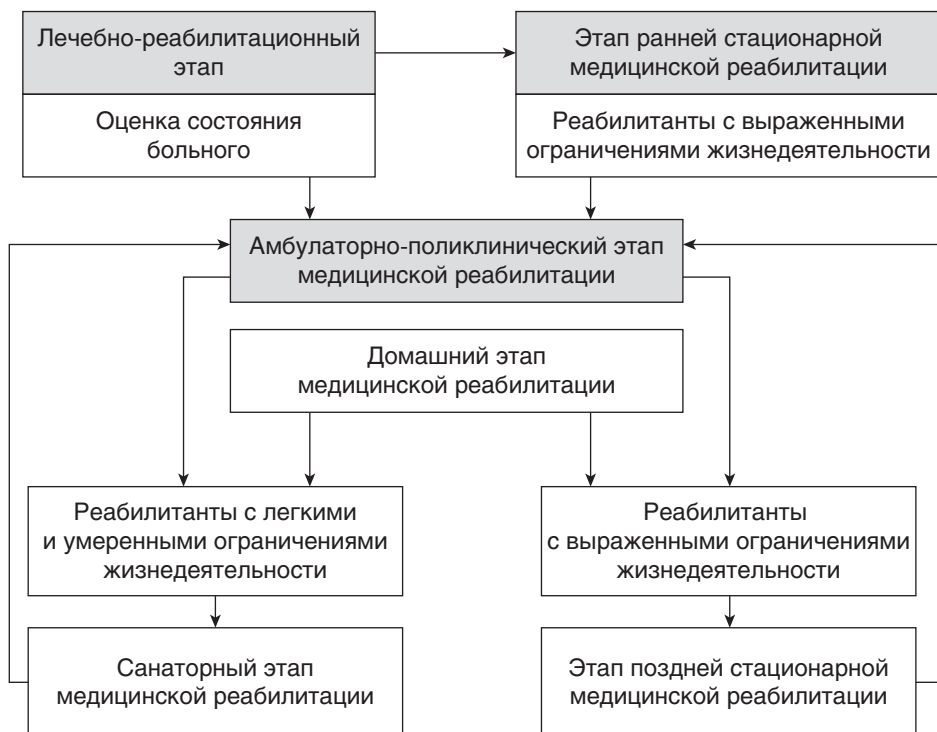 Лечебно-реабилитационный
этап
Оценка состояния
больного
Этап ранней стационарной
медицинской реабилитации
Реабилитанты с выраженными
ограничениями жизнедеятельности
Амбулаторно-поликлинический этап
медицинской реабилитации
Домашний этап
медицинской реабилитации
Реабилитанты с легкими
и умеренными ограничениями
жизнедеятельности
Реабилитанты
с выраженными ограничениями
жизнедеятельности
Санаторный этап
медицинской реабилитации
Этап поздней стационарной
медицинской реабилитации